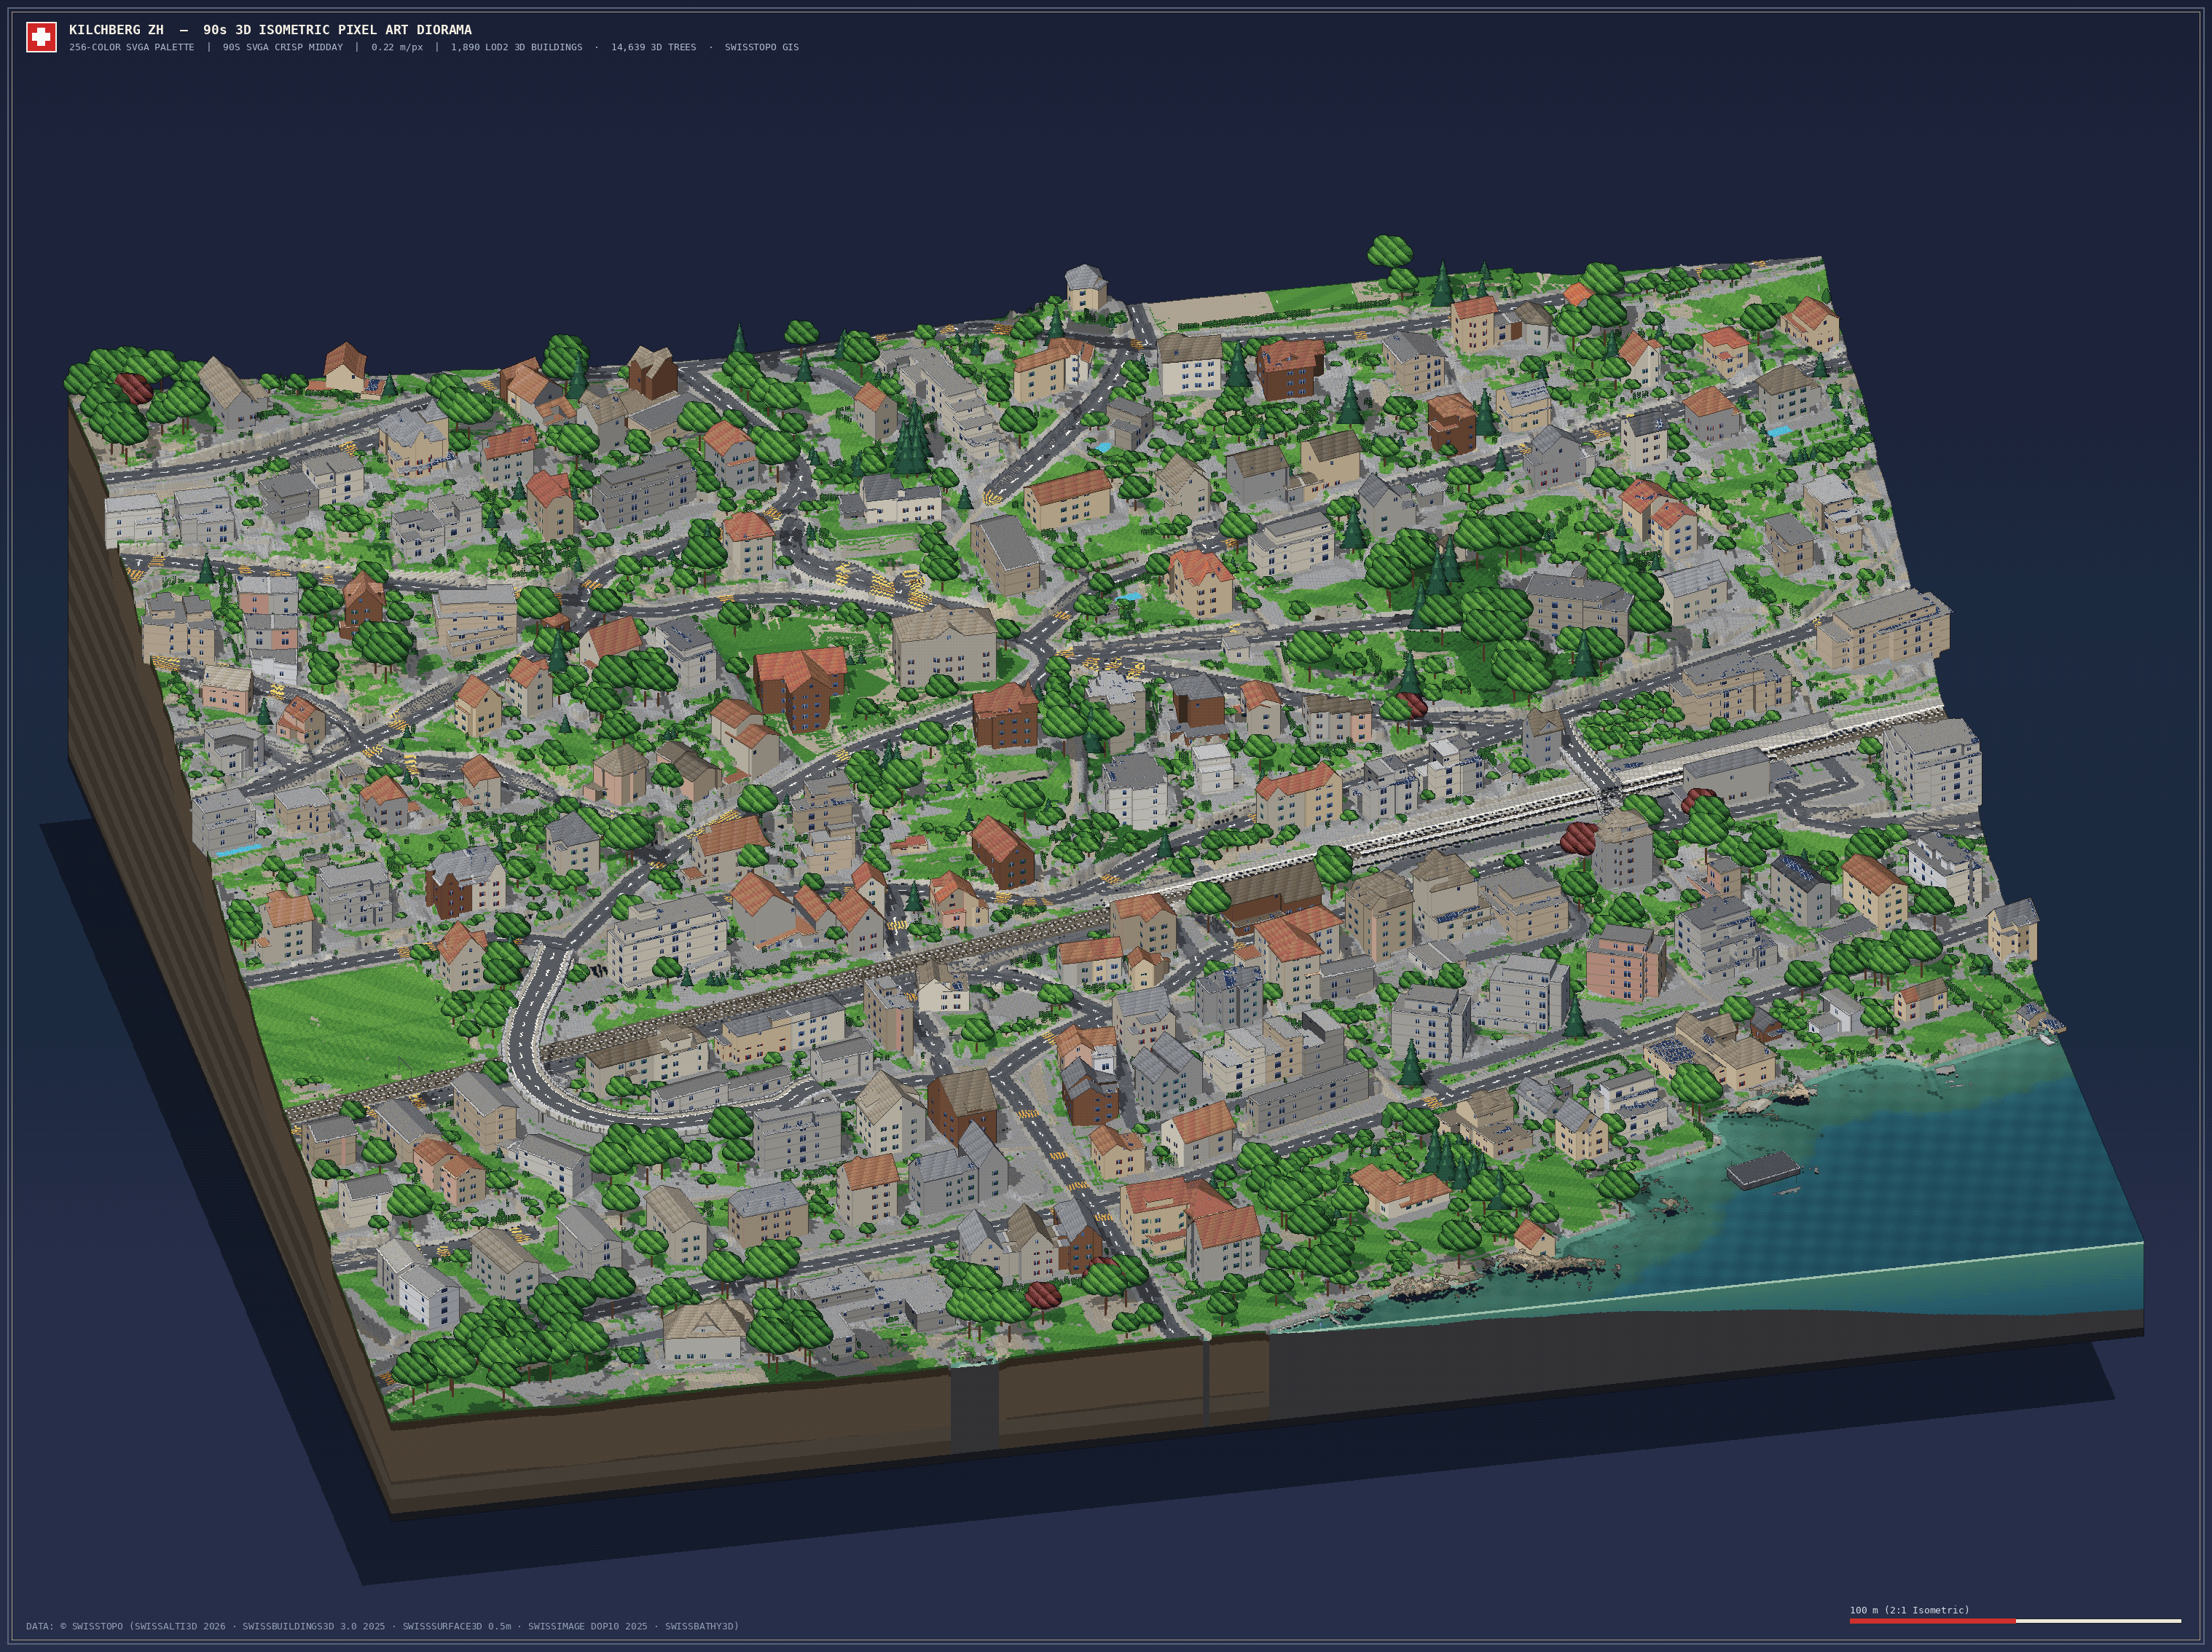 KILCHBERG ZH — 90s 3D ISOMETRIC PIXEL ART DIORAMA
256-COLOR SVGA PALETTE | 90S SVGA CRISP MIDDAY | 0.22 m/px | 1,890 LOD2 3D BUILDINGS · 14,639 3D TREES · SWISSTOPO GIS
100 m (2:1 Isometric)
DATA: © SWISSTOPO (SWISSALTI3D 2026 · SWISSBUILDINGS3D 3.0 2025 · SWISSSURFACE3D 0.5m · SWISSIMAGE DOP10 2025 · SWISSBATHY3D)